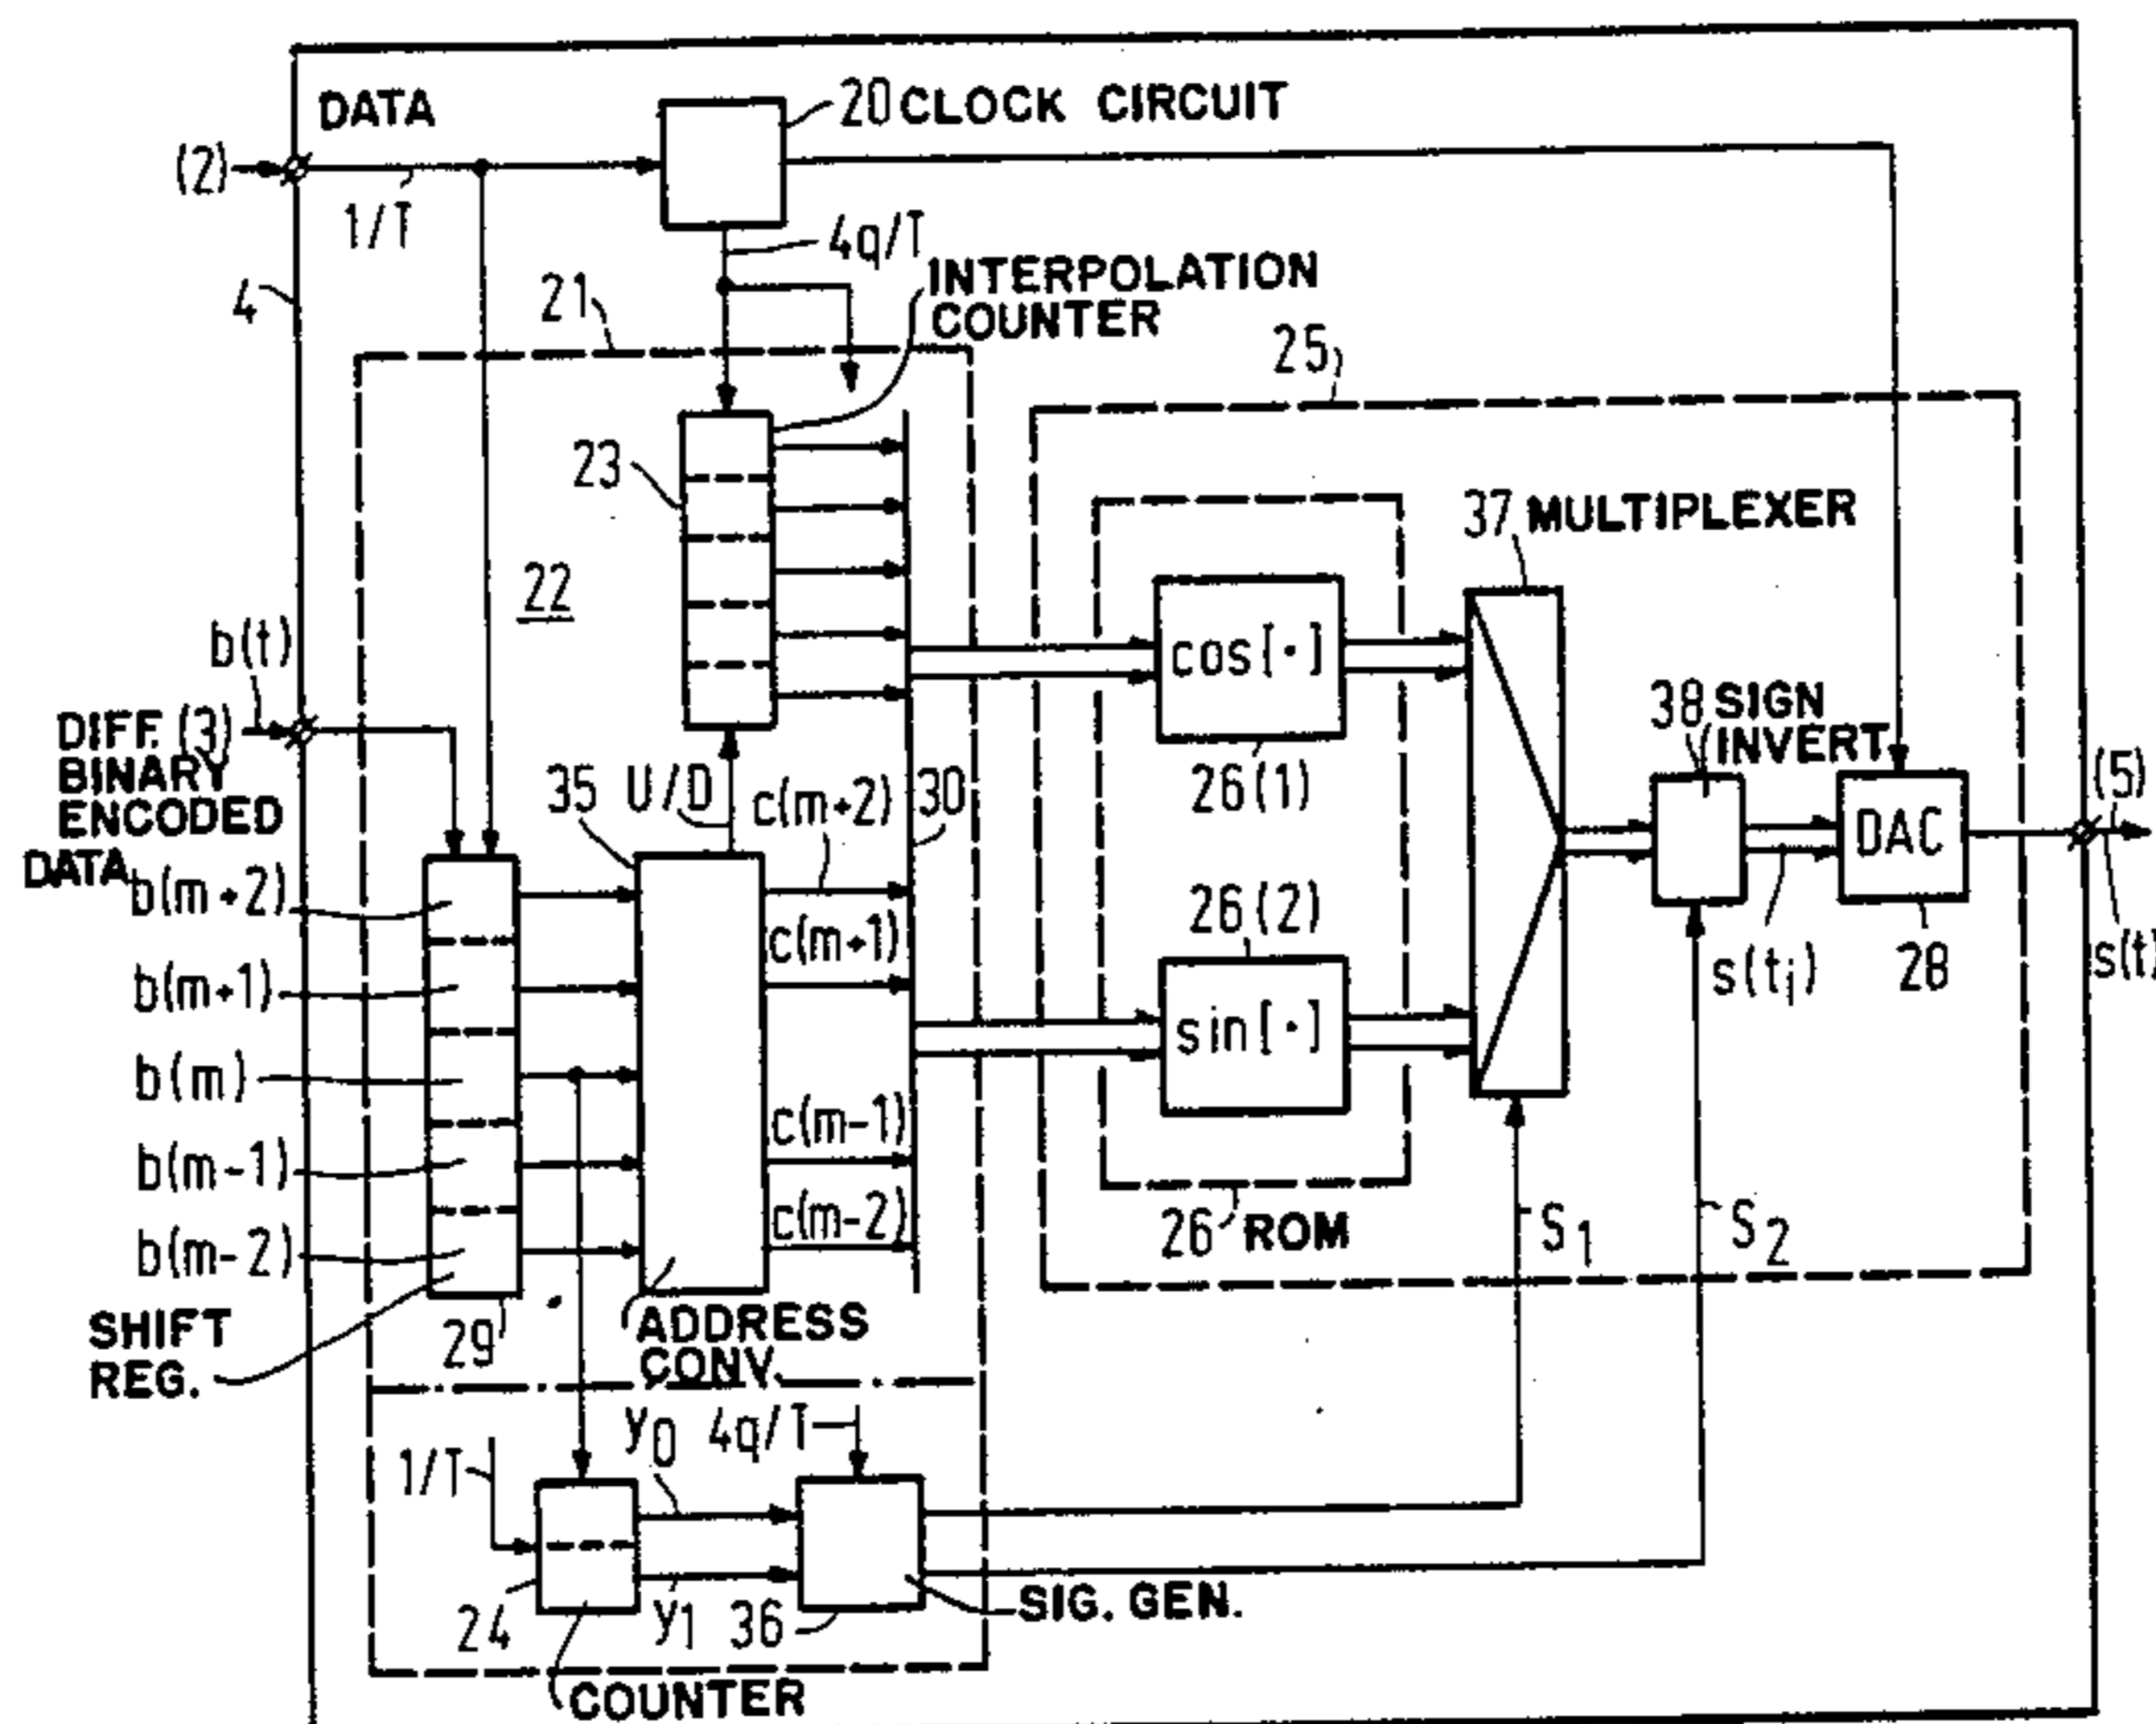 DATA
20 CLOCK CIRCUIT
(2)
1/T
4q/T
INTERPOLATION
COUNTER
4
21
25
23
37 MULTIPLEXER
22
b(t)
cos[·]
38 SIGN
INVERT
DIFF. (3)
BINARY
ENCODED
DATA
35
U/D
c(m+2)
30
26(1)
DAC
(5)
b(m+2)
c(m+1)
26(2)
s(ti)
28
s(t)
b(m+1)
sin[·]
b(m)
b(m-1)
c(m-1)
b(m-2)
c(m-2)
26 ROM
S1
S2
SHIFT
REG.
29
ADDRESS
CONV.
y0
4q/T
1/T
24
y1
36
SIG. GEN.
COUNTER